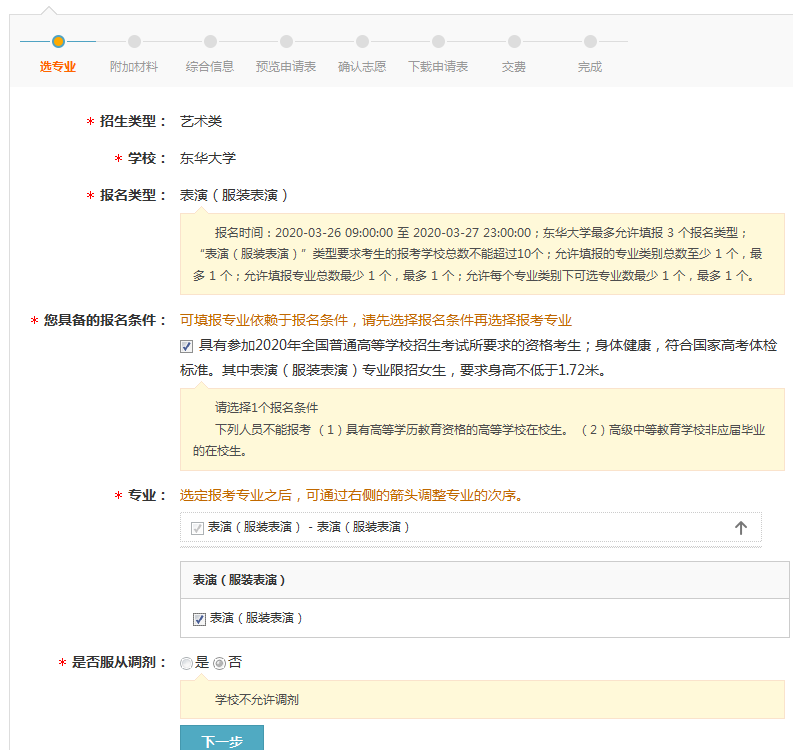 选专业 附加材料 综合信息 预览申请表 确认志愿 下载申请表 交费 完成
* 招生类型： 艺术类
* 学校： 东华大学
* 报名类型： 表演（服装表演）
报名时间：2020-03-26 09:00:00 至 2020-03-27 23:00:00；东华大学最多允许填报 3 个报名类型；
“表演（服装表演）”类型要求考生的报考学校总数不能超过10个；允许填报的专业类别总数至少 1 个，最
多 1 个；允许填报专业总数最少 1 个，最多 1 个；允许每个专业类别下可选专业数最少 1 个，最多 1 个。
* 您具备的报名条件： 可填报专业依赖于报名条件，请先选择报名条件再选择报考专业
具有参加2020年全国普通高等学校招生考试所要求的资格考生；身体健康，符合国家高考体检
标准。其中表演（服装表演）专业限招女生，要求身高不低于1.72米。
请选择1个报名条件
下列人员不能报考 （1）具有高等学历教育资格的高等学校在校生。 （2）高级中等教育学校非应届毕业
的在校生。
* 专业： 选定报考专业之后，可通过右侧的箭头调整专业的次序。
表演（服装表演） - 表演（服装表演）
表演（服装表演）
表演（服装表演）
* 是否服从调剂： 是 否
学校不允许调剂
下一步